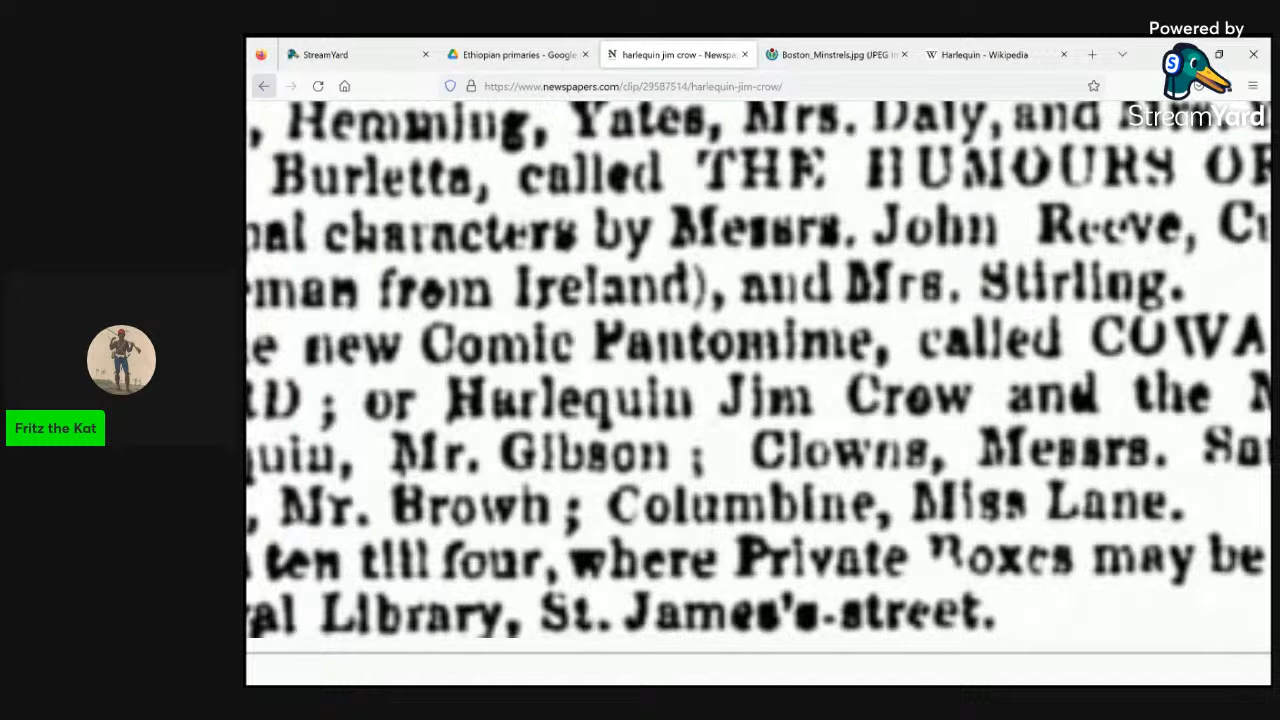 Powered by
StreamYard
StreamYard
Ethiopian primaries - Google
harlequin jim crow - Newspa
Boston_Minstrels.jpg (JPEG I
Harlequin - Wikipedia
https://www.newspapers.com/clip/29587514/harlequin-jim-crow/
, Hemming, Yates, Mrs. Daly, and
Burletta, called THE HUMOURS OF
nal characters by Messrs. John Reeve, C
man from Ireland), and Mrs. Stirling.
e new Comic Pantomime, called COWA
RD ; or Harlequin Jim Crow and the M
quin, Mr. Gibson ; Clowns, Messrs. Sa
, Mr. Brown ; Columbine, Miss Lane.
ten till four, where Private Boxes may be
al Library, St. James's-street.
Fritz the Kat